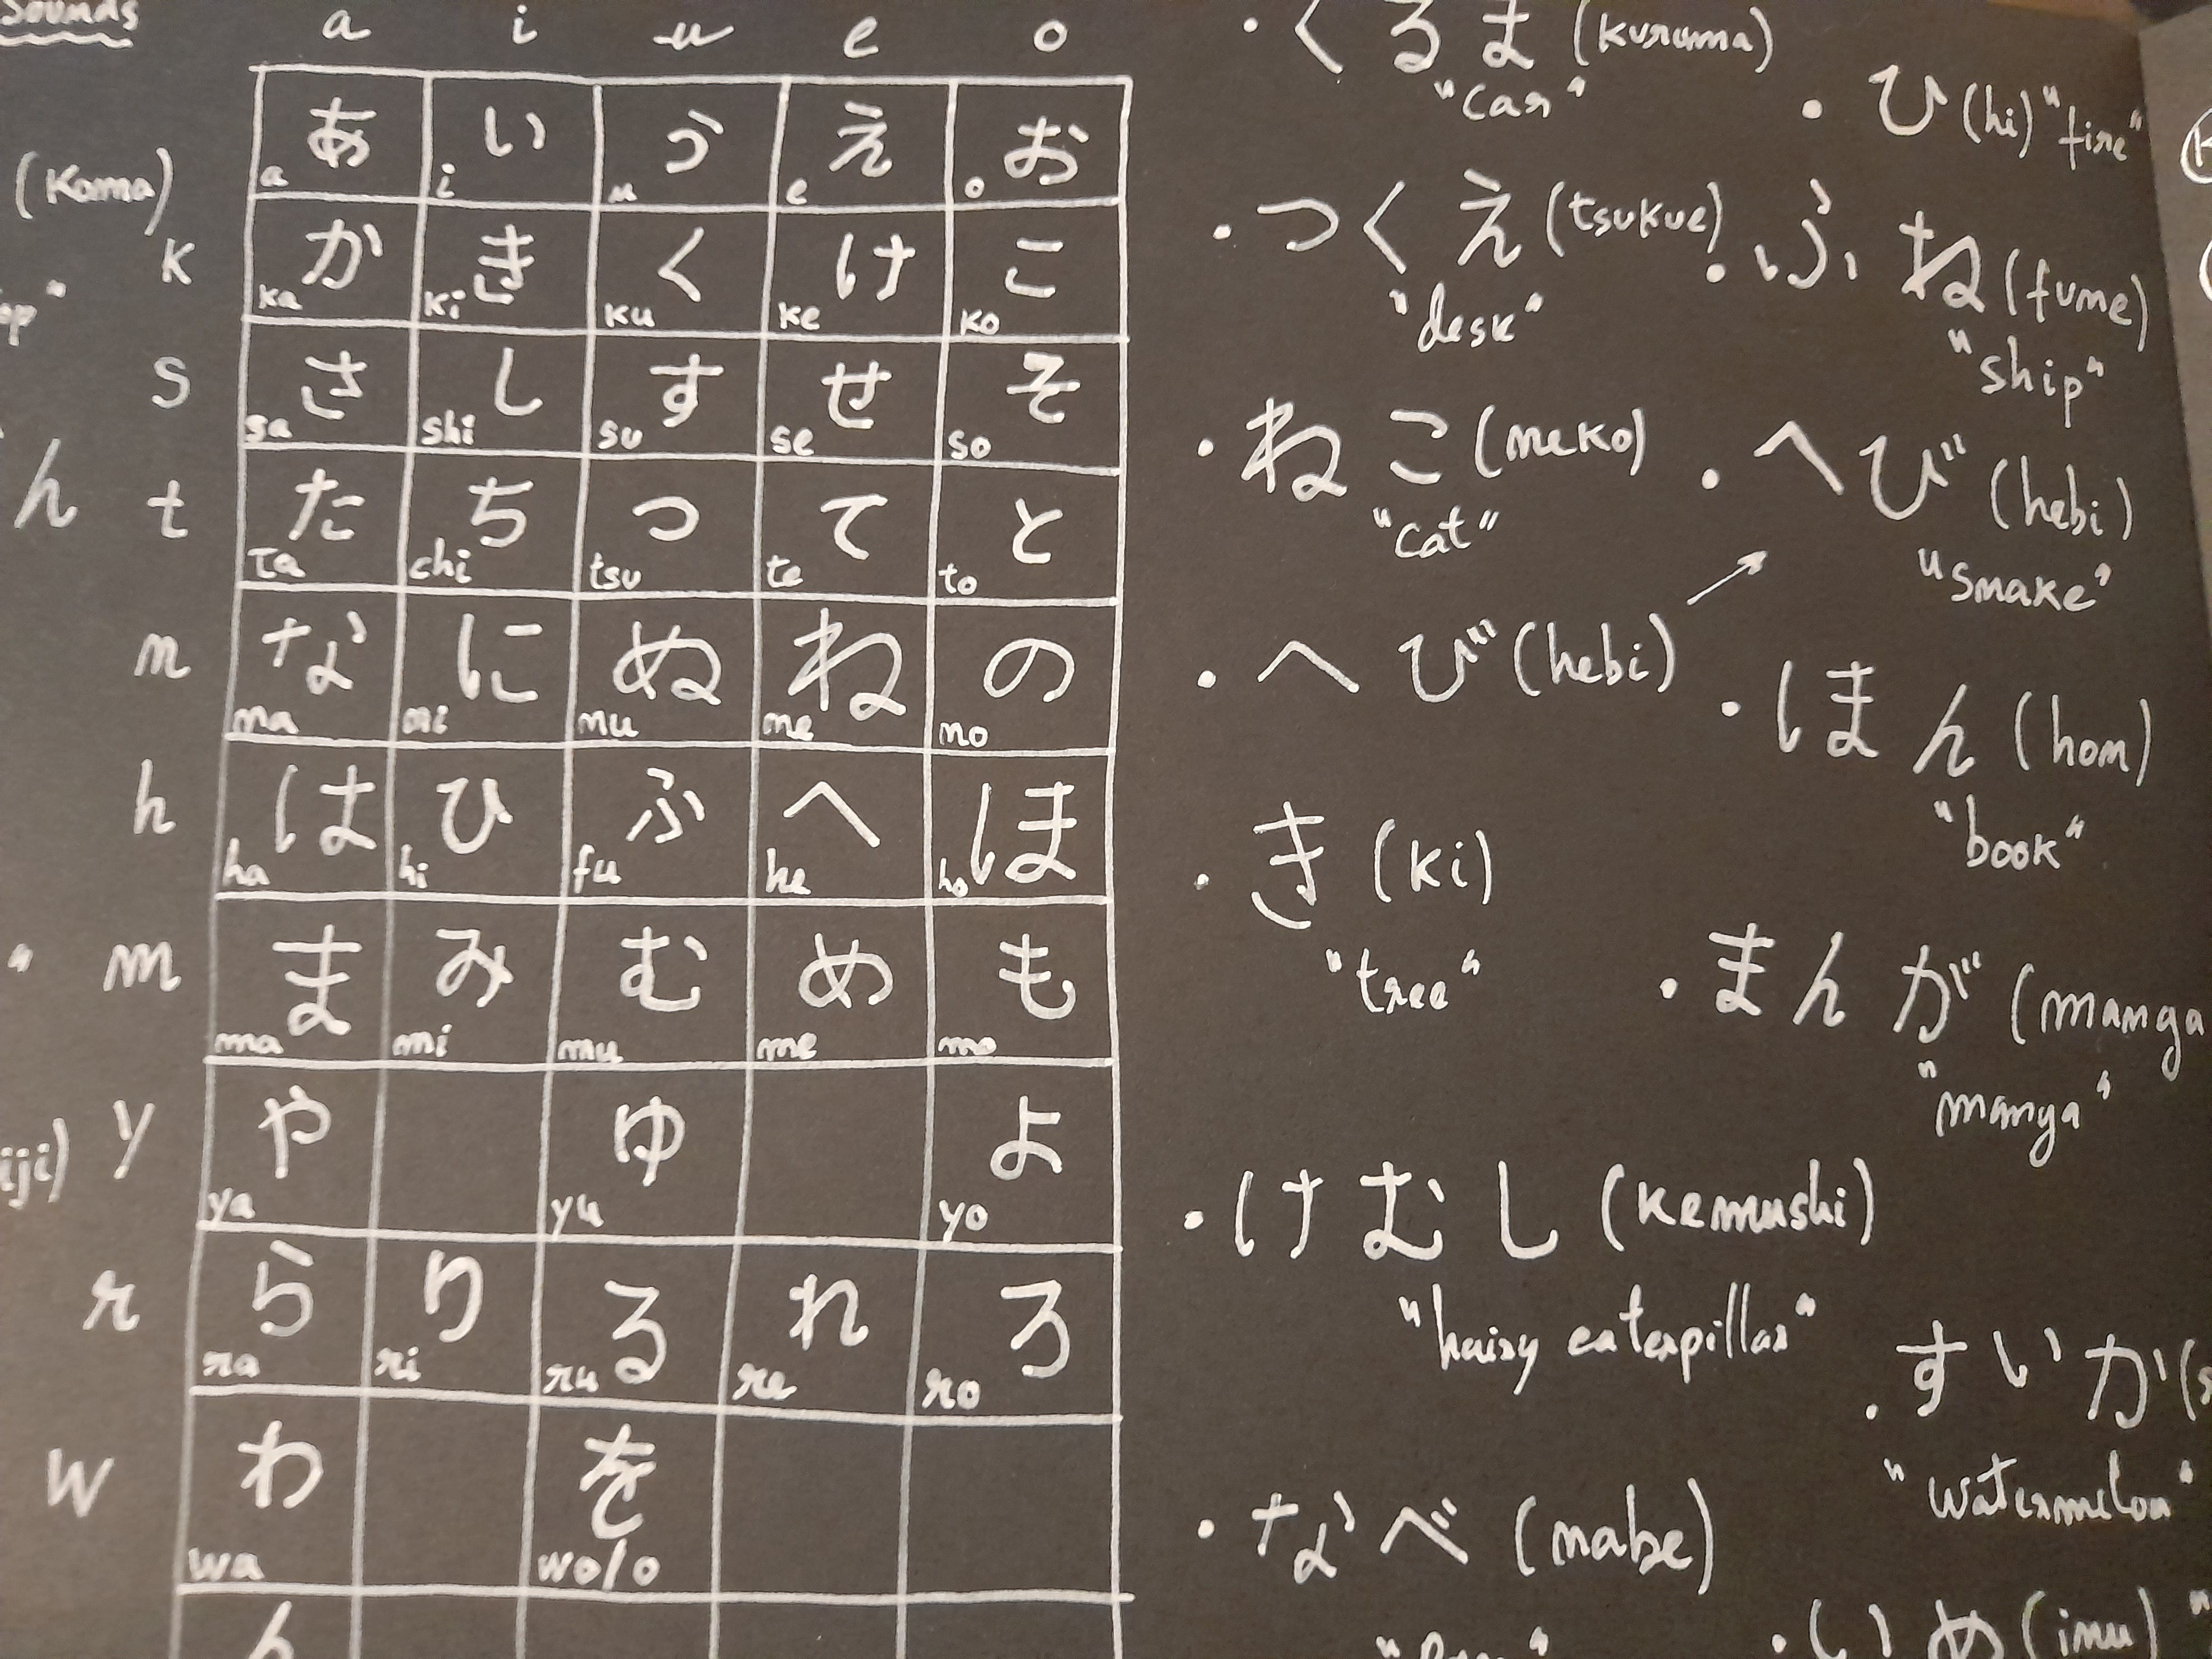 Sounds
a i u e o
(Koma)
op"
h
"
iji)
あ い う え お
a i u e o
k か き く け こ
ka ki ku ke ko
s さ し す せ そ
sa shi su se so
t た ち つ て と
ta chi tsu te to
n な に ぬ ね の
na ni nu ne no
h は ひ ふ へ ほ
ha hi fu he ho
m ま み む め も
ma mi mu me mo
y や ゆ よ
ya yu yo
r ら り る れ ろ
ra ri ru re ro
w わ を
wa wo/o
ん
・くるま (kuruma)
"car"
・つくえ (tsukue)
"desk"
・ねこ (neko)
"cat"
・へび (hebi)
・き (ki)
"tree"
・けむし (kemushi)
"hairy caterpillar"
・なべ (nabe)
・ひ (hi) "fire"
・ふね (fune)
"ship"
・へび (hebi)
"snake"
・ほん (hon)
"book"
・まんが (manga
"manga"
・すいか (s
"watermelon"
・いぬ (inu) "